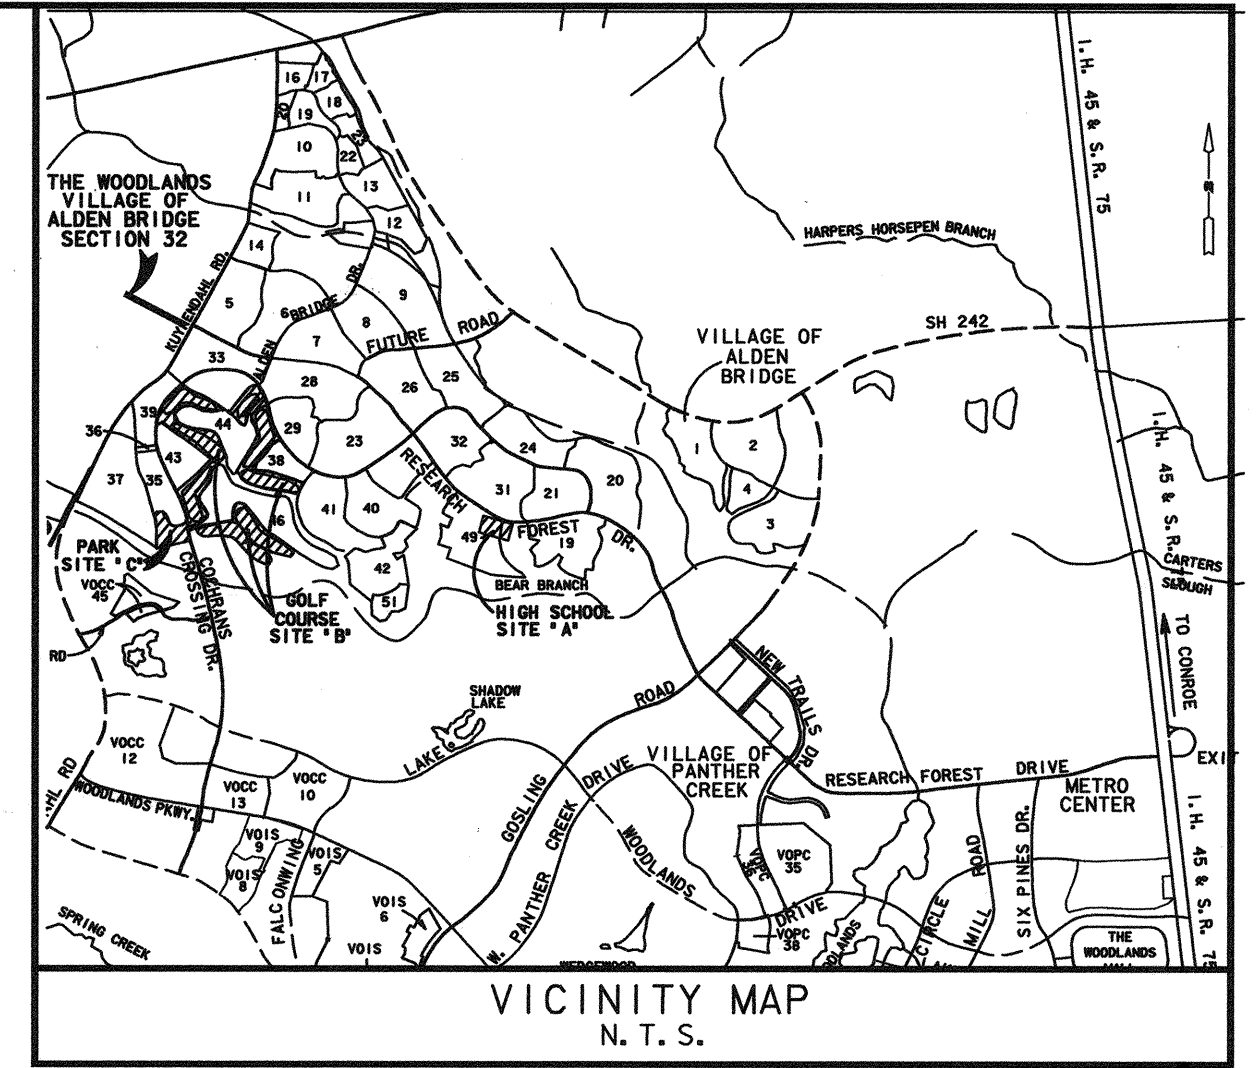 16
17
18
20
19
10
22
23
I. H. 45 & S. R. 75
THE WOODLANDS
VILLAGE OF
ALDEN BRIDGE
SECTION 32
13
11
12
HARPERS HORSEPEN BRANCH
14
KUYKENDAHL RD.
5
6
ALDEN BRIDGE DR.
9
7
8
FUTURE ROAD
SH 242
VILLAGE OF
ALDEN
BRIDGE
33
28
26
25
39
44
29
23
32
24
1
2
36
43
38
37
35
RESEARCH FOREST DR.
31
21
20
4
41
40
46
3
49
19
I. H. 45 & S. R.
CARTERS
SLOUGH
PARK
SITE "C"
VOCC
45
COCHRANS
CROSSING DR.
42
51
BEAR BRANCH
GOLF
COURSE
SITE "B"
HIGH SCHOOL
SITE "A"
TO CONROE
RD
NEW TRAILS DR.
SHADOW
LAKE
GOSLING ROAD
LAKE
WOODLANDS
DRIVE
VOCC
12
VILLAGE OF
PANTHER
CREEK
RESEARCH FOREST DRIVE
EXIT
METRO
CENTER
RD
WOODLANDS PKWY.
VOCC
13
VOCC
10
W. PANTHER CREEK DRIVE
VOIS
9
VOIS
8
VOIS
5
FALCONWING
VOPC
36
VOPC
35
ROAD
MILL
SIX PINES DR.
I. H. 45 & S. R. 75
VOIS
6
VOIS
SPRING CREEK
VOPC
38
CIRCLE
THE
WOODLANDS
VICINITY MAP
N. T. S.